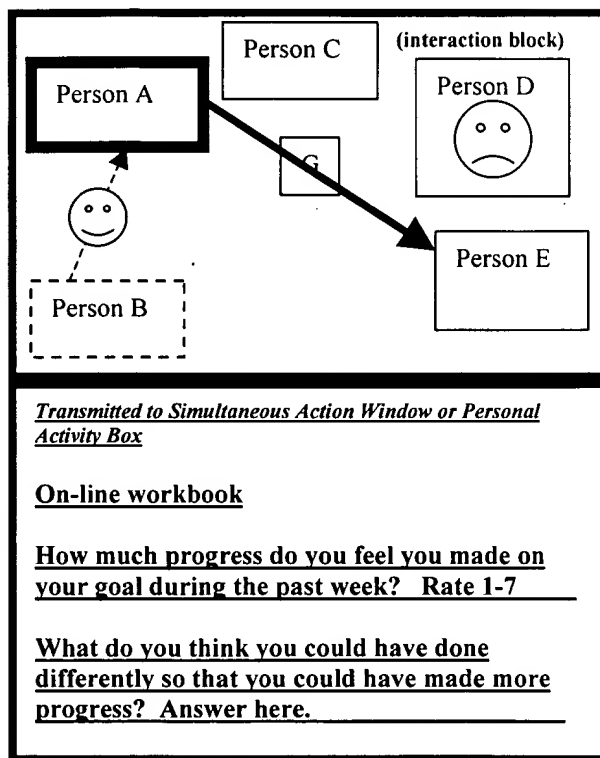 Person C
(interaction block)
Person A
Person D
G
Person E
Person B
Transmitted to Simultaneous Action Window or Personal
Activity Box
On-line workbook
How much progress do you feel you made on
your goal during the past week? Rate 1-7
What do you think you could have done
differently so that you could have made more
progress? Answer here.